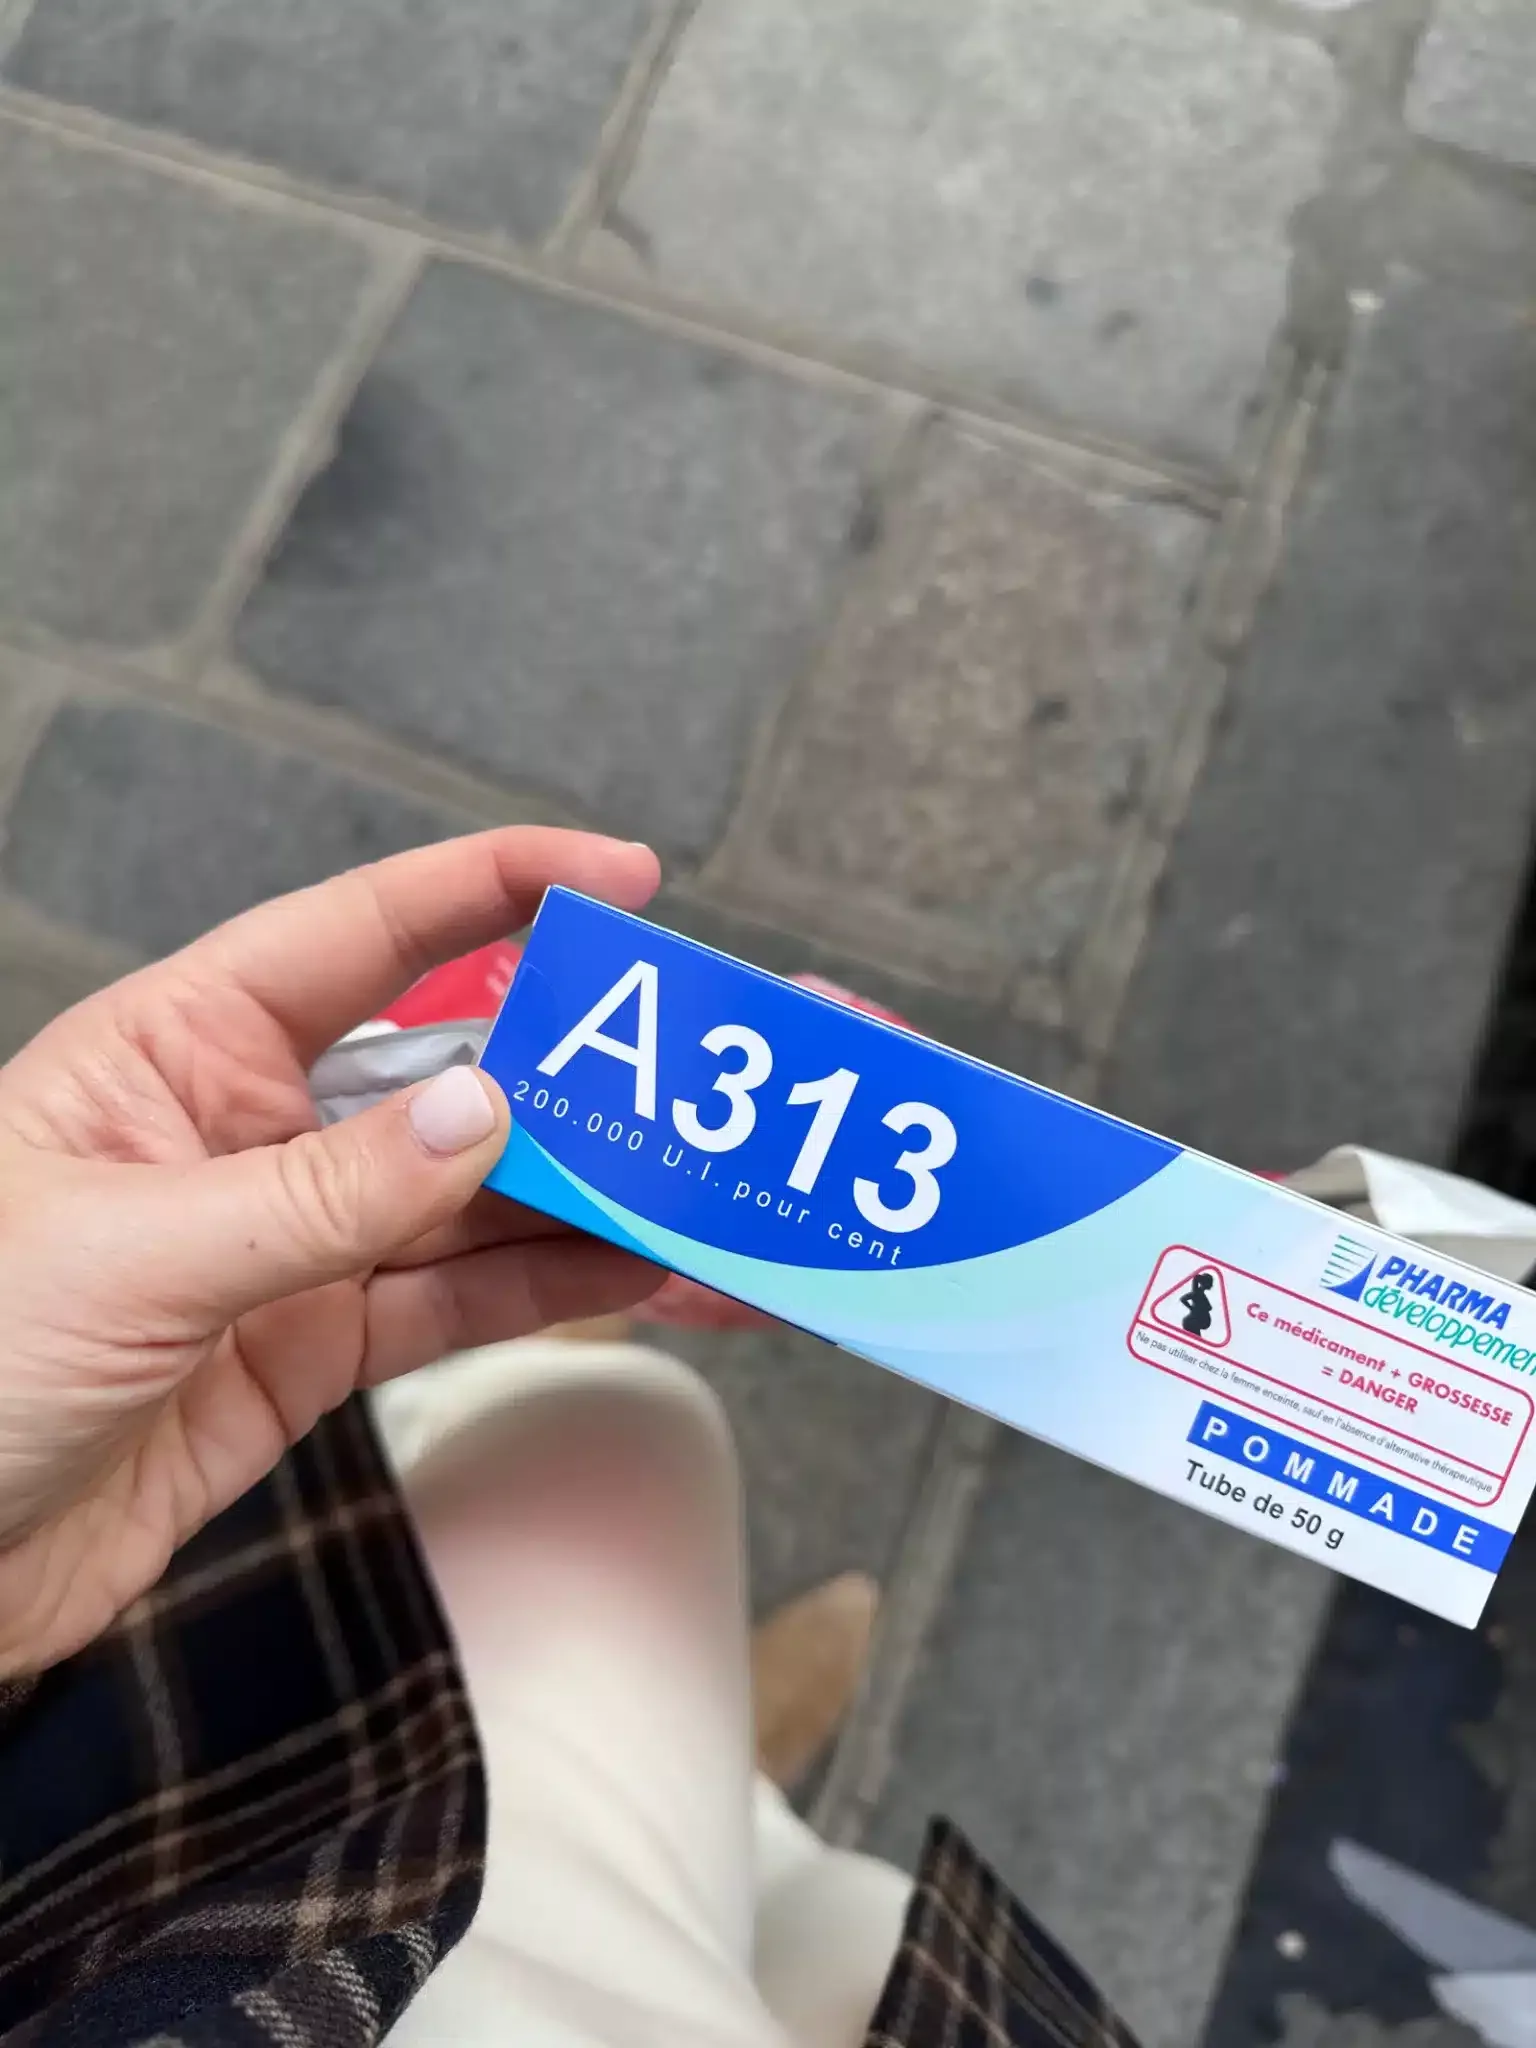 A313
200.000 U.I. pour cent
PHARMA
développement
Ce médicament + GROSSESSE
= DANGER
Ne pas utiliser chez la femme enceinte, sauf en l'absence d'alternative thérapeutique
POMMADE
Tube de 50 g